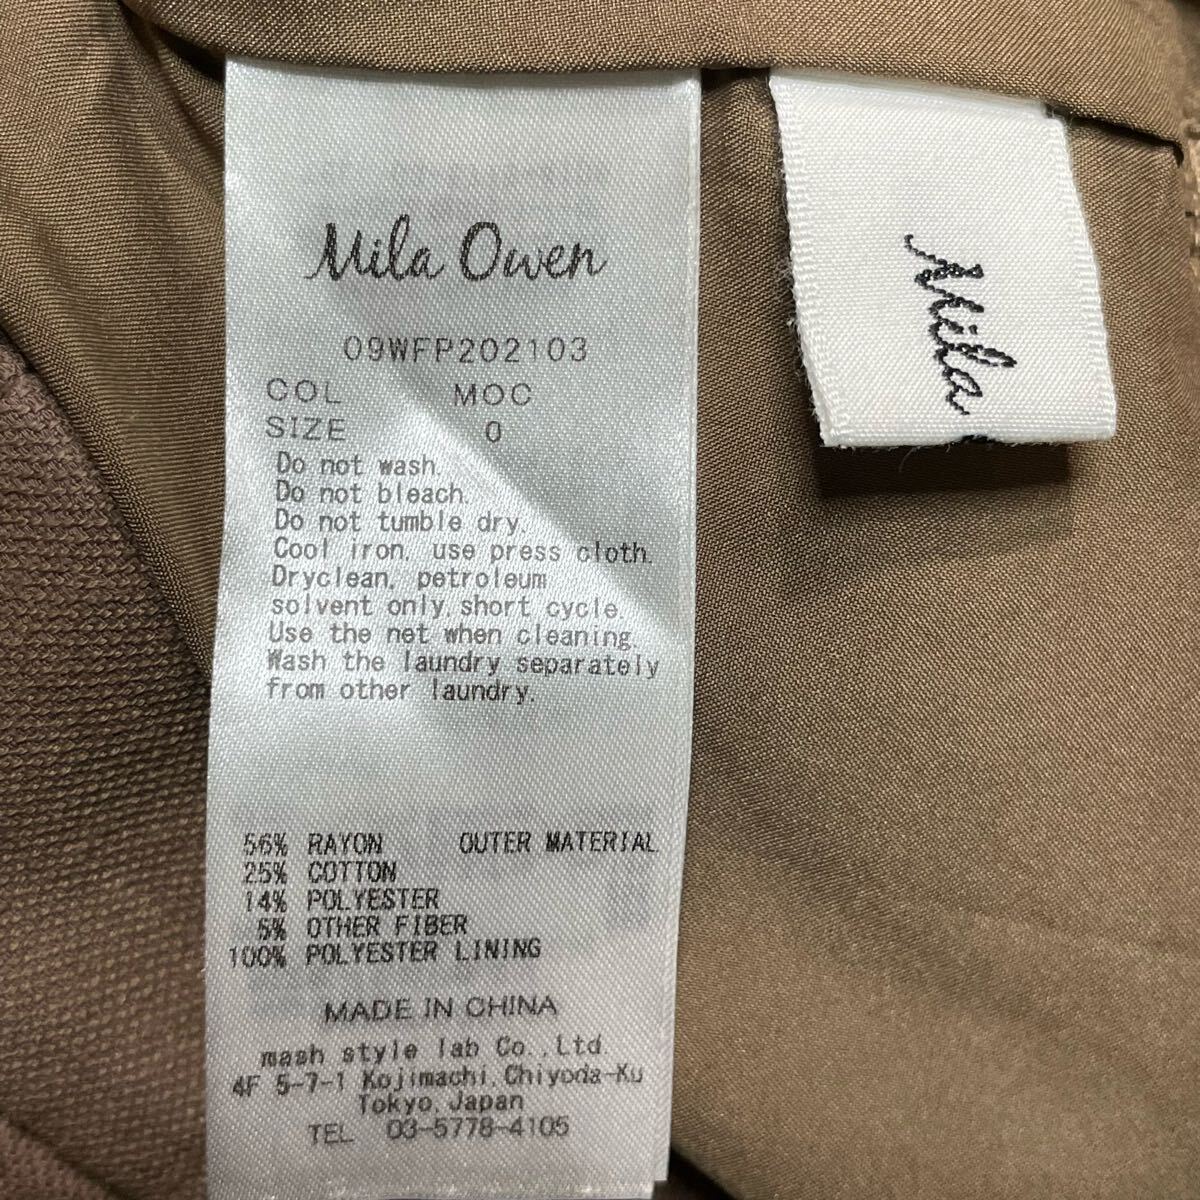 Mila Owen
09WFP202103
COL MOC
SIZE 0
Do not wash.
Do not bleach.
Do not tumble dry.
Cool iron, use press cloth.
Dryclean, petroleum
solvent only, short cycle.
Use the net when cleaning.
Wash the laundry separately
from other laundry.
56% RAYON OUTER MATERIAL
25% COTTON
14% POLYESTER
5% OTHER FIBER
100% POLYESTER LINING
MADE IN CHINA
mash style lab Co.,Ltd.
4F 5-7-1 Kojimachi,Chiyoda-Ku
Tokyo,Japan
TEL 03-5778-4105
Mila